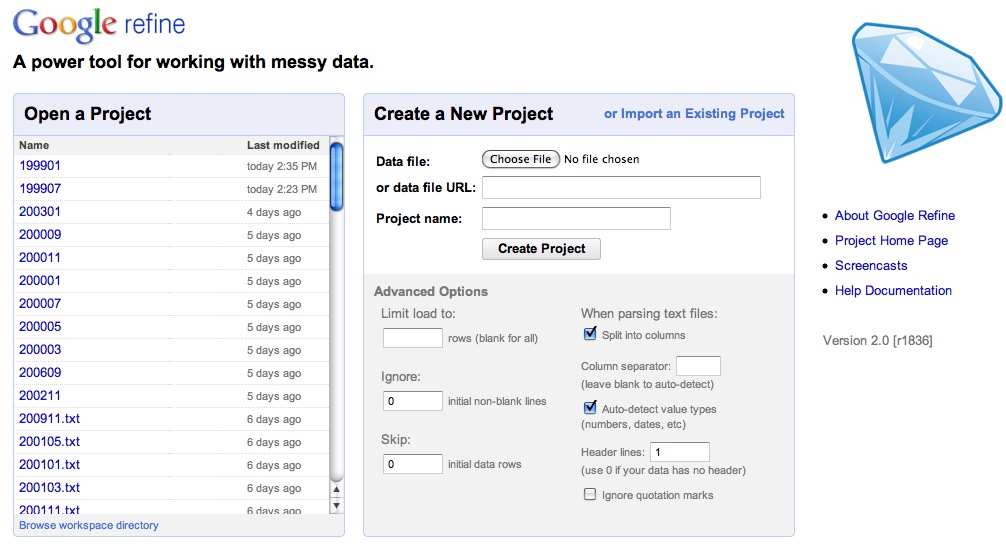 Google refine
A power tool for working with messy data.
Open a Project
Name Last modified
199901 today 2:35 PM
199907 today 2:23 PM
200301 4 days ago
200009 5 days ago
200011 5 days ago
200001 5 days ago
200007 5 days ago
200005 5 days ago
200003 5 days ago
200609 5 days ago
200211 5 days ago
200911.txt 6 days ago
200105.txt 6 days ago
200101.txt 6 days ago
200103.txt 6 days ago
200111.txt 6 days ago
Browse workspace directory
Create a New Project or Import an Existing Project
Data file: Choose File No file chosen
or data file URL:
Project name:
Create Project
Advanced Options
Limit load to:
rows (blank for all)
Ignore:
0 initial non-blank lines
Skip:
0 initial data rows
When parsing text files:
Split into columns
Column separator:
(leave blank to auto-detect)
Auto-detect value types
(numbers, dates, etc)
Header lines: 1
(use 0 if your data has no header)
Ignore quotation marks
About Google Refine
Project Home Page
Screencasts
Help Documentation
Version 2.0 [r1836]